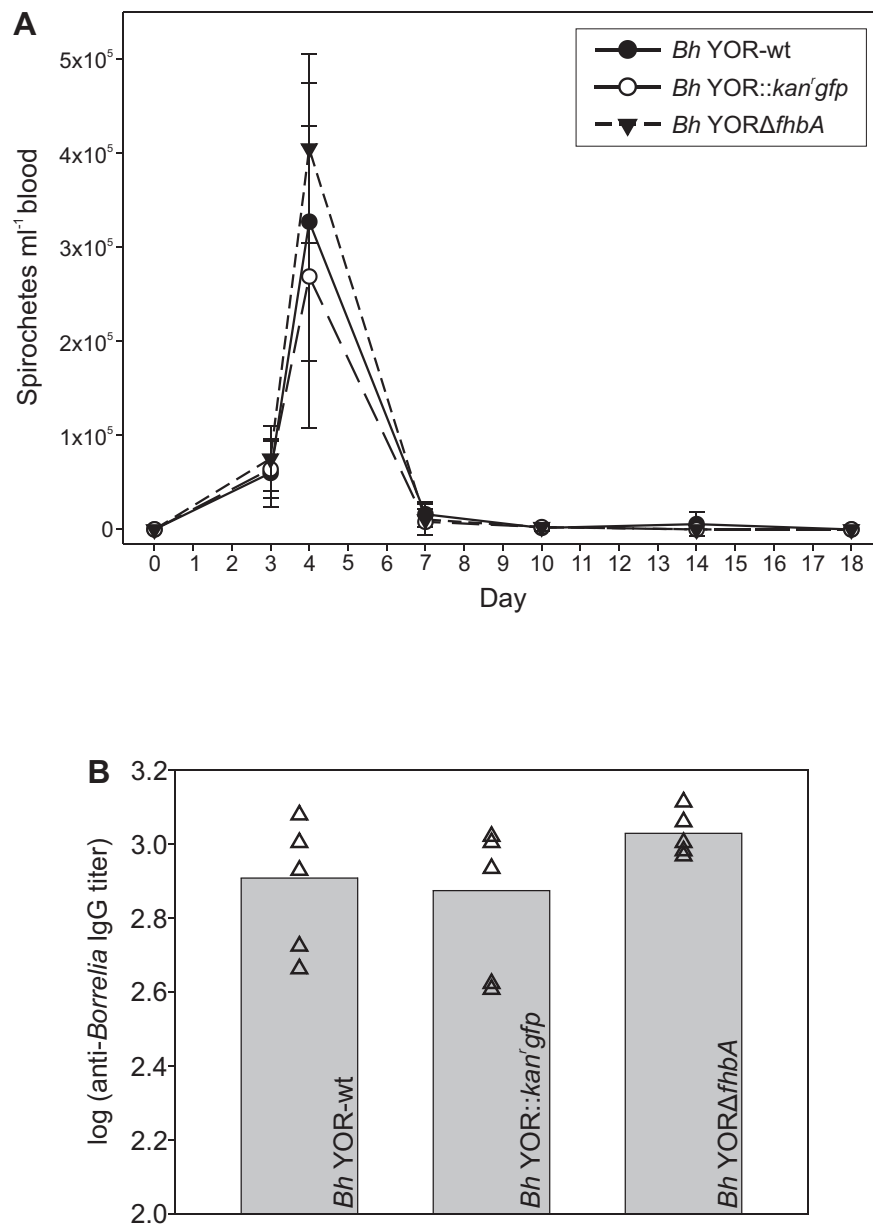 A
Spirochetes ml⁻¹ blood
5x10⁵
4x10⁵
3x10⁵
2x10⁵
1x10⁵
0
Bh YOR-wt
Bh YOR::kanʳgfp
Bh YORΔfhbA
0 1 2 3 4 5 7 8 9 10 11 12 13 14 15 16 17 18
Day
B
log (anti-Borrelia IgG titer)
3.2
3.0
2.8
2.6
2.4
2.2
2.0
Bh YOR-wt
Bh YOR::kanʳgfp
Bh YORΔfhbA